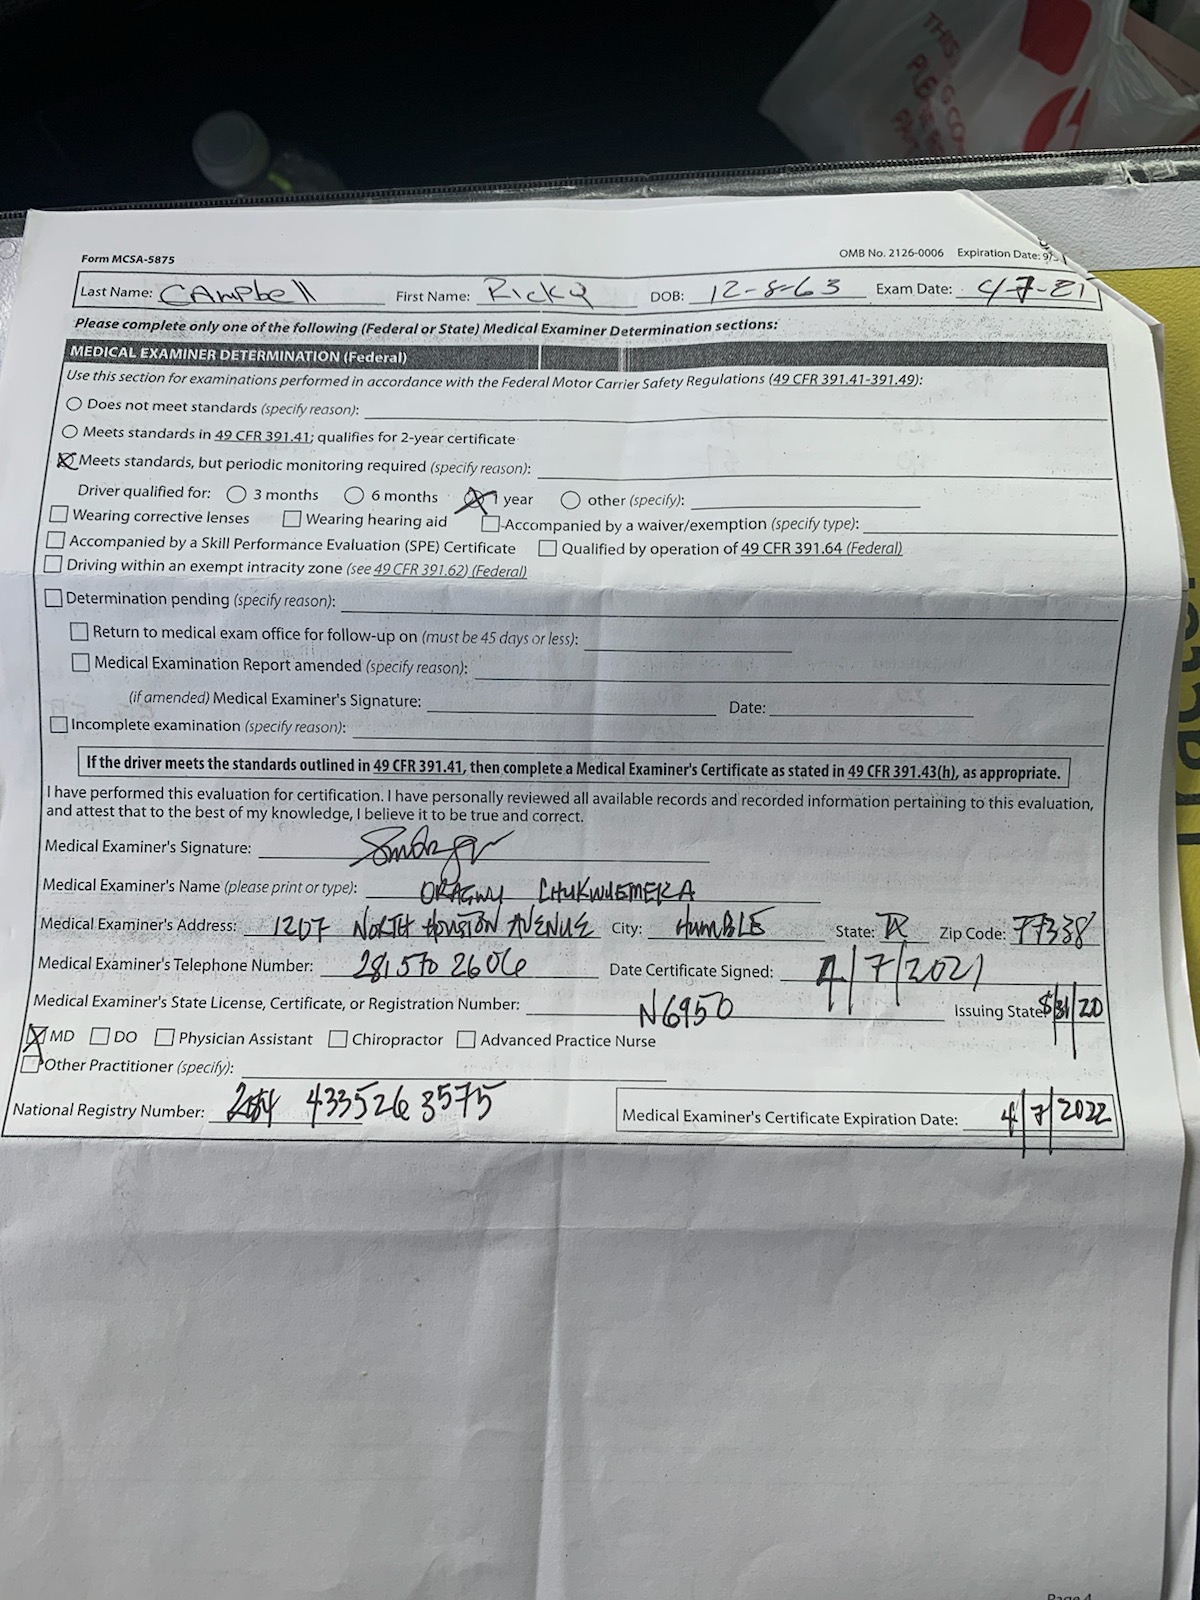 THIS
Form MCSA-5875 OMB No. 2126-0006 Expiration Date: 9/3
Last Name: CAmpbell First Name: Ricky DOB: 12-8-63 Exam Date: 4-7-21
Please complete only one of the following (Federal or State) Medical Examiner Determination sections:
MEDICAL EXAMINER DETERMINATION (Federal)
Use this section for examinations performed in accordance with the Federal Motor Carrier Safety Regulations (49 CFR 391.41-391.49):
Does not meet standards (specify reason):
Meets standards in 49 CFR 391.41; qualifies for 2-year certificate
Meets standards, but periodic monitoring required (specify reason):
Driver qualified for: 3 months 6 months 1 year other (specify):
Wearing corrective lenses Wearing hearing aid Accompanied by a waiver/exemption (specify type):
Accompanied by a Skill Performance Evaluation (SPE) Certificate Qualified by operation of 49 CFR 391.64 (Federal)
Driving within an exempt intracity zone (see 49 CFR 391.62) (Federal)
Determination pending (specify reason):
Return to medical exam office for follow-up on (must be 45 days or less):
Medical Examination Report amended (specify reason):
(if amended) Medical Examiner's Signature: Date:
Incomplete examination (specify reason):
If the driver meets the standards outlined in 49 CFR 391.41, then complete a Medical Examiner's Certificate as stated in 49 CFR 391.43(h), as appropriate.
I have performed this evaluation for certification. I have personally reviewed all available records and recorded information pertaining to this evaluation,
and attest that to the best of my knowledge, I believe it to be true and correct.
Medical Examiner's Signature:
Medical Examiner's Name (please print or type): ORAGWU CHUKWUEMEKA
Medical Examiner's Address: 1207 NORTH HOUSTON AVENUE City: HUMBLE State: TX Zip Code: 77338
Medical Examiner's Telephone Number: 281 570 2606 Date Certificate Signed: 4/7/2021
Medical Examiner's State License, Certificate, or Registration Number: N6950 Issuing State: 31/20
MD DO Physician Assistant Chiropractor Advanced Practice Nurse
Other Practitioner (specify):
National Registry Number: 433526 3575 Medical Examiner's Certificate Expiration Date: 4/7/2022